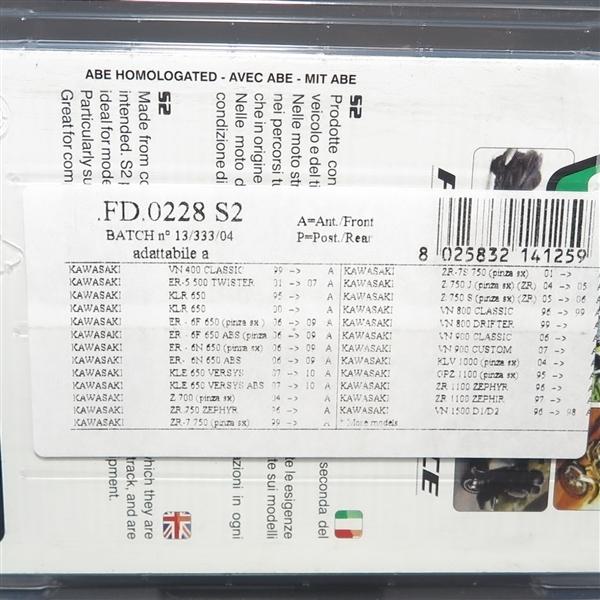 ABE HOMOLOGATED - AVEC ABE - MIT ABE
S2
Made from co
intended. S2
ideal for mode
Particularly su
Great for com
S2
Prodotte con
veicolo e del ti
Nelle moto str
che in origine
nei percorsi tu
Nelle moto d
condizione di
.FD.0228 S2
BATCH n° 13/333/04
adattabile a
A=Ant./Front
P=Post./Rear
8 025832 141259
KAWASAKI VN 400 CLASSIC 99 -> A
KAWASAKI ER-5 500 TWISTER 01 -> 07 A
KAWASAKI KLR 650 95 -> A
KAWASAKI KLR 650 00 -> A
KAWASAKI ER - 6F 650 (pinza sx) 06 -> 09 A
KAWASAKI ER - 6F 650 ABS (pinza 06 -> 09 A
KAWASAKI ER - 6N 650 (pinza sx) 06 -> 09 A
KAWASAKI ER - 6N 650 ABS 06 -> 09 A
KAWASAKI KLE 650 VERSYS 07 -> 10 A
KAWASAKI KLE 650 VERSYS ABS 07 -> 10 A
KAWASAKI Z 700 (pinza sx) 04 -> A
KAWASAKI ZR 750 ZEPHYR 96 -> A
KAWASAKI ZR-7 750 (pinza sx) 99 -> A
KAWASAKI ZR-7S 750 (pinza sx) 01 ->
KAWASAKI Z 750 J (pinza sx) (ZR) 04 -> 05 A
KAWASAKI Z 750 S (pinza sx) (ZR) 05 -> 06
KAWASAKI VN 800 CLASSIC 96 -> 99
KAWASAKI VN 800 DRIFTER 99 ->
KAWASAKI VN 900 CLASSIC 06 ->
KAWASAKI VN 900 CUSTOM 07 ->
KAWASAKI KLV 1000 (pinza sx) 04 ->
KAWASAKI GPZ 1100 (pinza sx) 95 ->
KAWASAKI ZR 1100 ZEPHYR 96 ->
KAWASAKI ZR 1100 ZEPHIR 97 ->
KAWASAKI VN 1500 D1/D2 96 -> 98
* More models
which they
track, and are
pment.
azioni in ogni
te le esigenze
te sui modelli
seconda del
CE